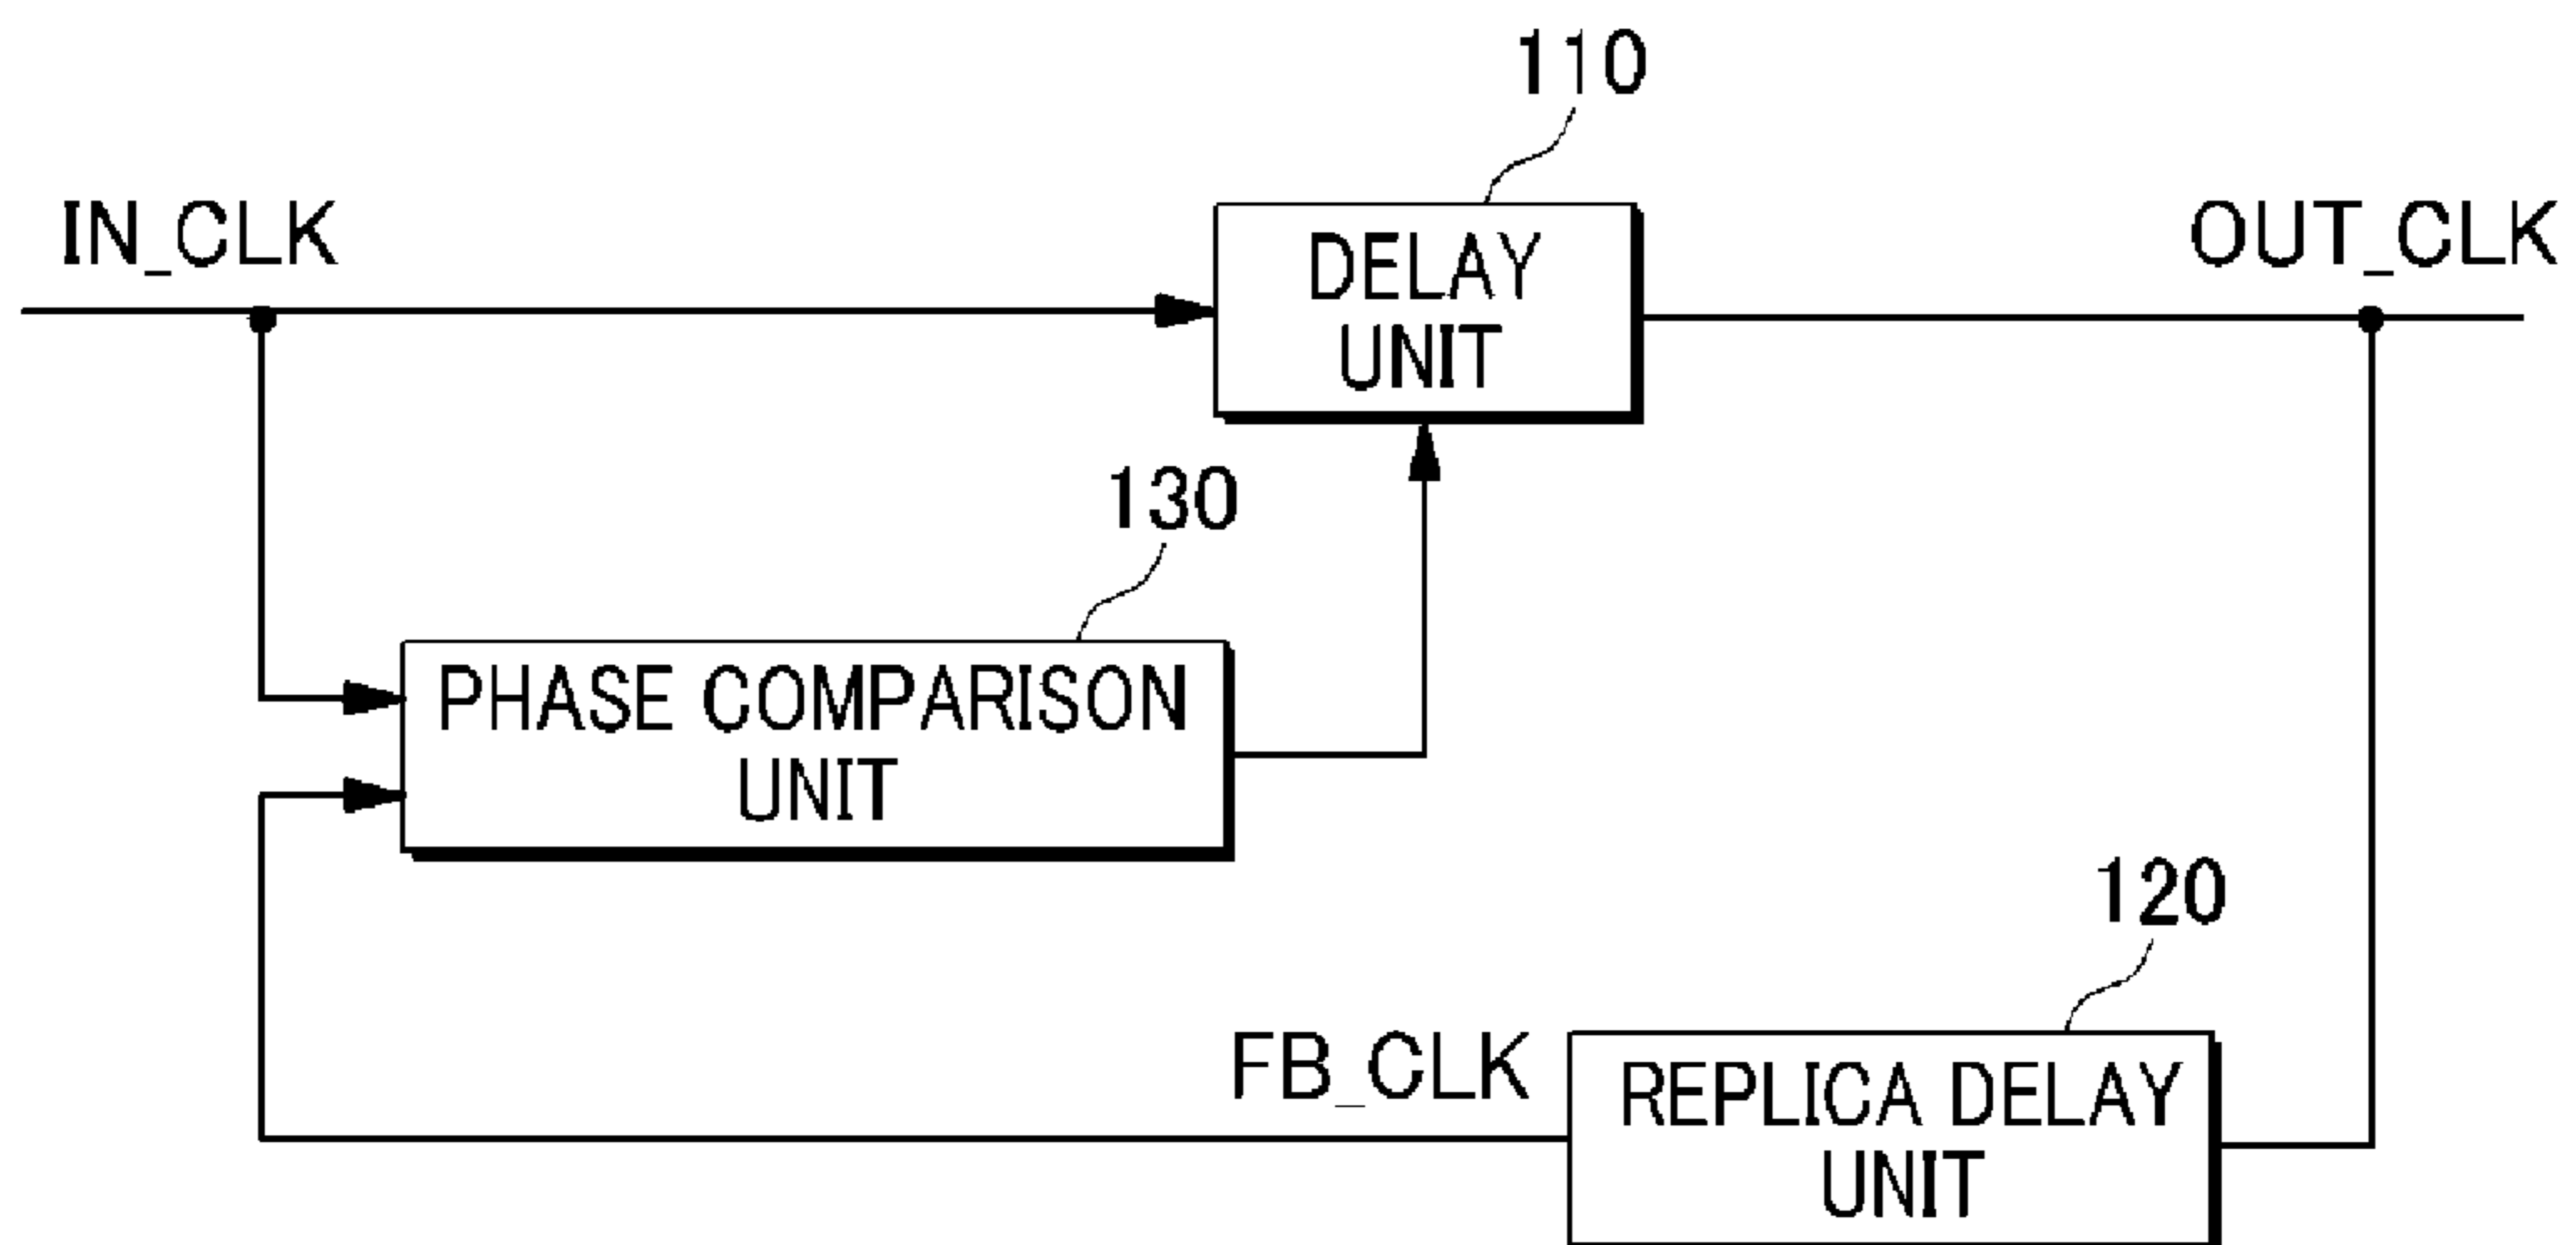 110
IN_CLK
DELAY
UNIT
OUT_CLK
130
PHASE COMPARISON
UNIT
120
FB_CLK
REPLICA DELAY
UNIT